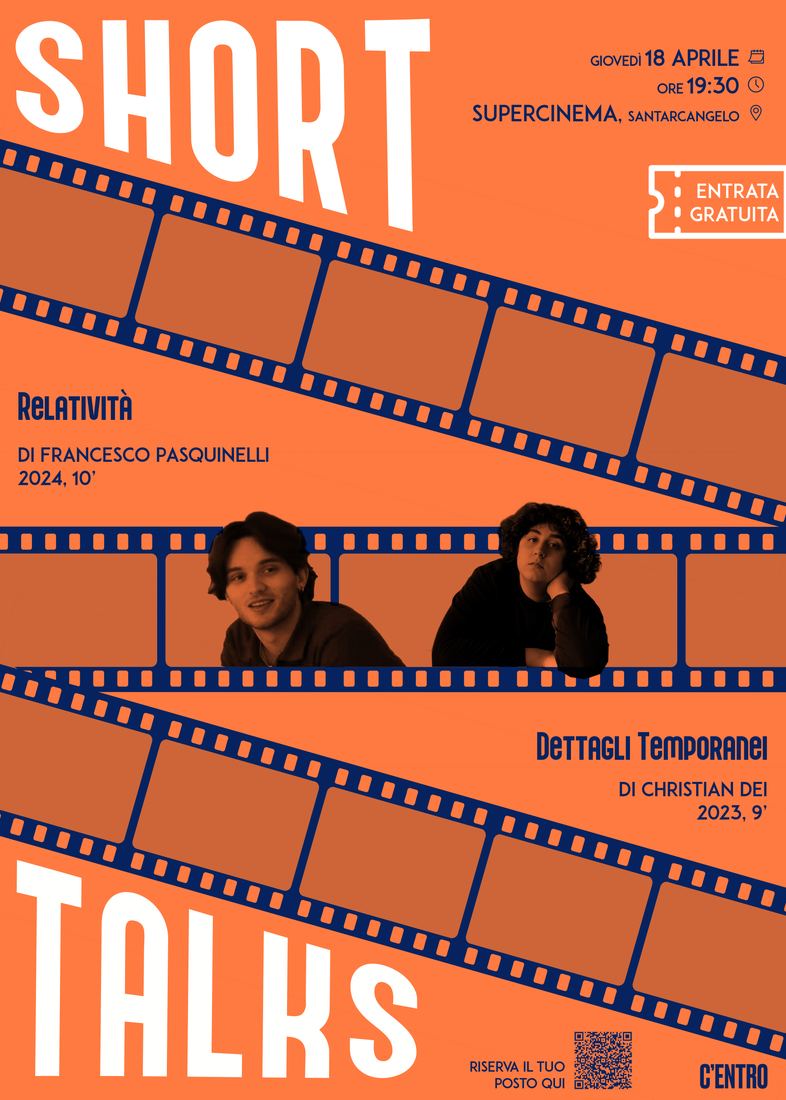 SHORT
GIOVEDÌ 18 APRILE
ORE 19:30
SUPERCINEMA, SANTARCANGELO
ENTRATA
GRATUITA
RELATIVITÀ
DI FRANCESCO PASQUINELLI
2024, 10'
DETTAGLI TEMPORANEI
DI CHRISTIAN DEI
2023, 9'
TALKS
RISERVA IL TUO
POSTO QUI
C'ENTRO